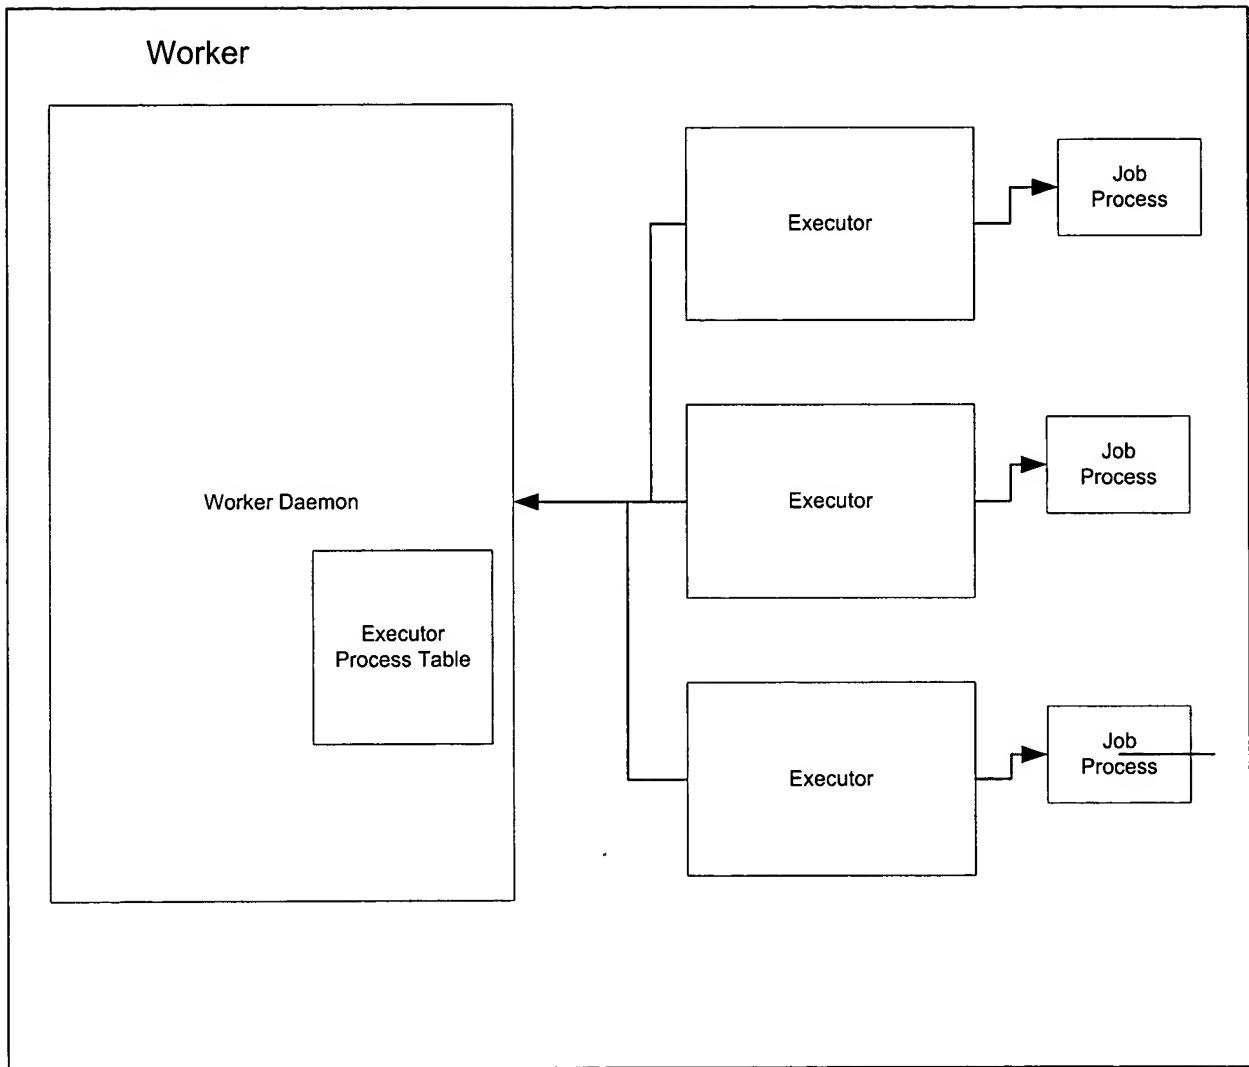 Worker
Worker Daemon
Executor
Process Table
Executor
Job
Process
Executor
Job
Process
Executor
Job
Process